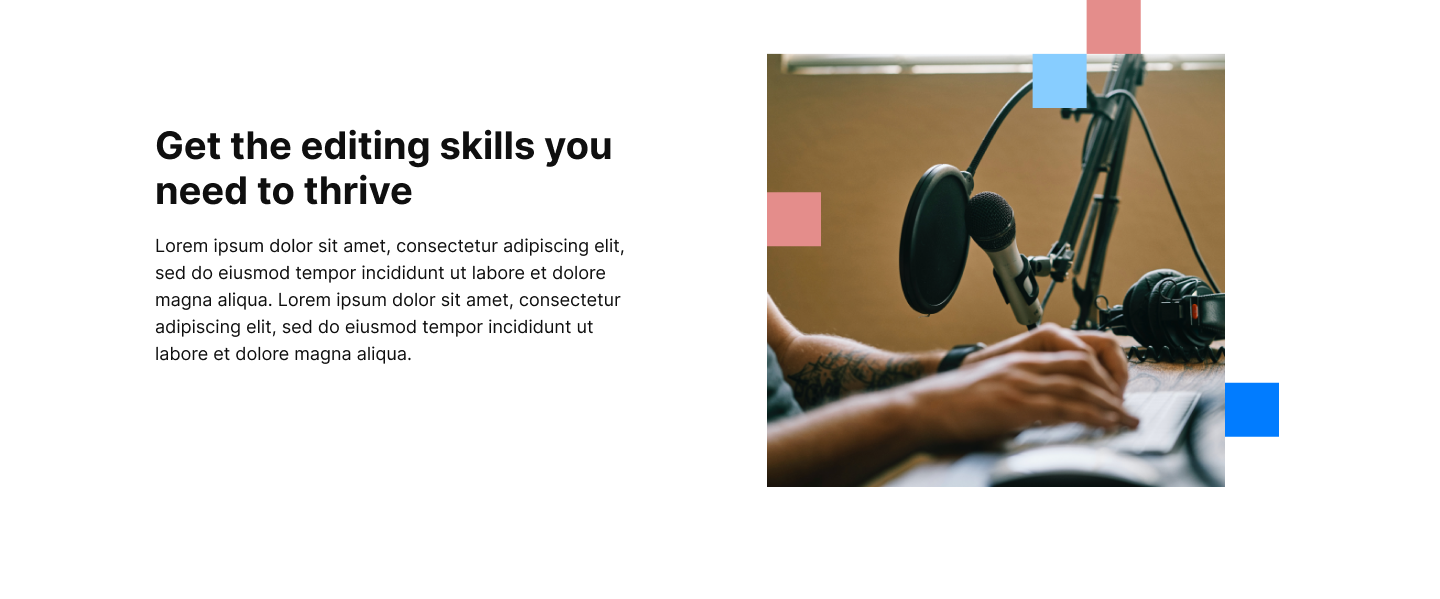 Get the editing skills you
need to thrive
Lorem ipsum dolor sit amet, consectetur adipiscing elit,
sed do eiusmod tempor incididunt ut labore et dolore
magna aliqua. Lorem ipsum dolor sit amet, consectetur
adipiscing elit, sed do eiusmod tempor incididunt ut
labore et dolore magna aliqua.